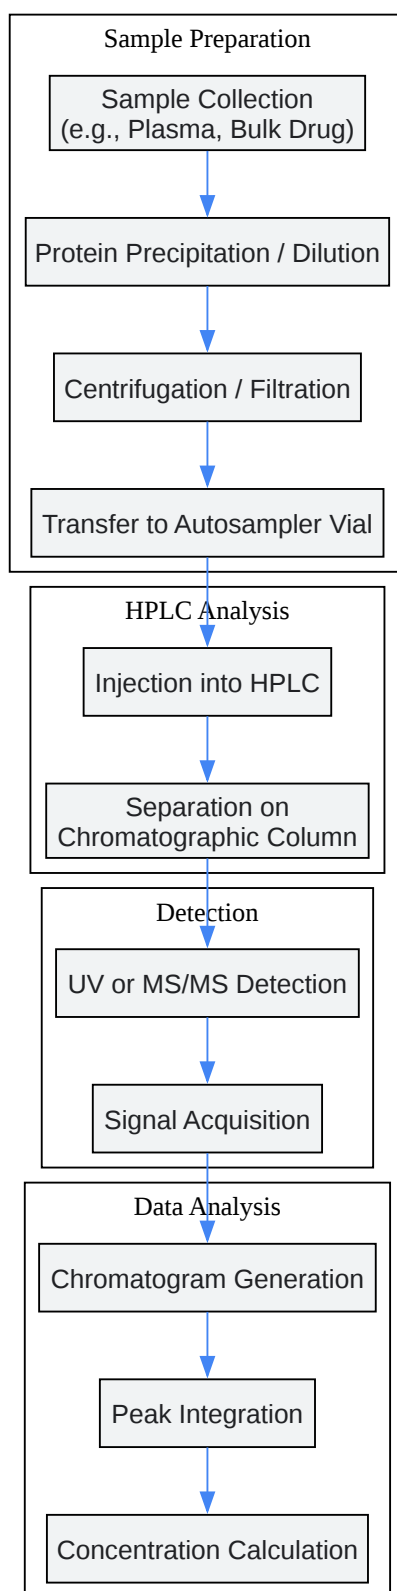 Sample Preparation
Sample Collection
(e.g., Plasma, Bulk Drug)
Protein Precipitation / Dilution
Centrifugation / Filtration
Transfer to Autosampler Vial
HPLC Analysis
Injection into HPLC
Separation on
Chromatographic Column
Detection
UV or MS/MS Detection
Signal Acquisition
Data Analysis
Chromatogram Generation
Peak Integration
Concentration Calculation